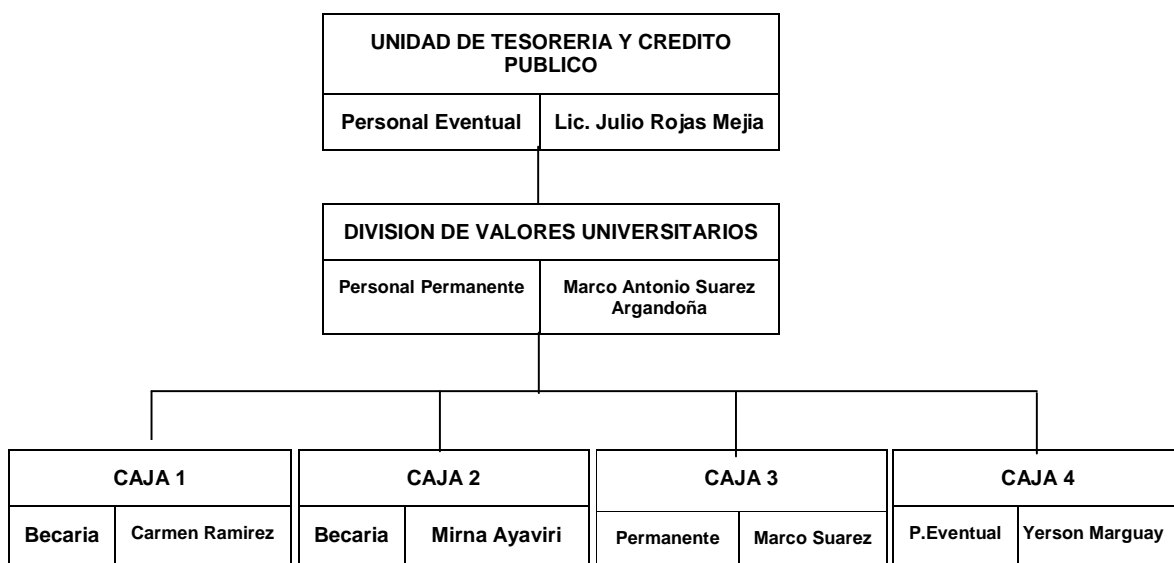 UNIDAD DE TESORERIA Y CREDITO
PUBLICO
Personal Eventual
Lic. Julio Rojas Mejia
DIVISION DE VALORES UNIVERSITARIOS
Personal Permanente
Marco Antonio Suarez
Argandoña
CAJA 1
Becaria
Carmen Ramirez
CAJA 2
Becaria
Mirna Ayaviri
CAJA 3
Permanente
Marco Suarez
CAJA 4
P.Eventual
Yerson Marguay